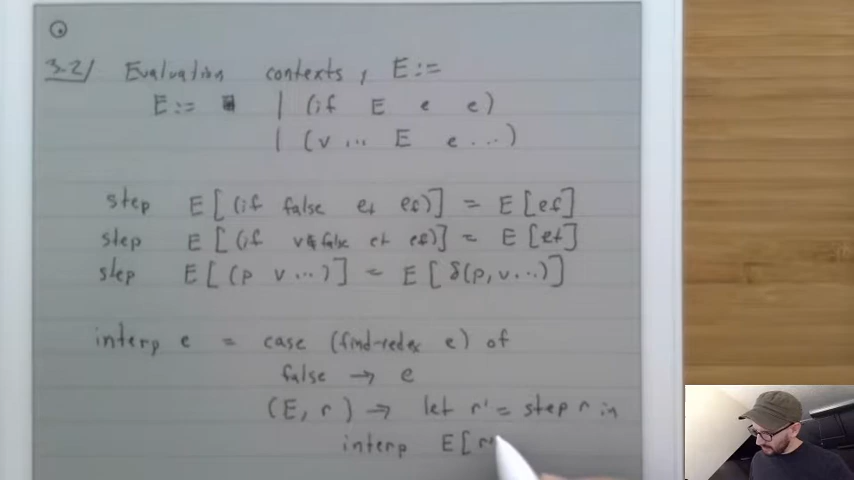 3-2/ Evaluation contexts, E:=
E:= ▪ | (if E e e)
| (v ... E e ...)
step E[(if false et ef)] = E[ef]
step E[(if v≠false et ef)] = E[et]
step E[(p v ...)] = E[δ(p, v...)]
interp e = case (find-redex e) of
false → e
(E, r) → let r' = step r in
interp E[r'